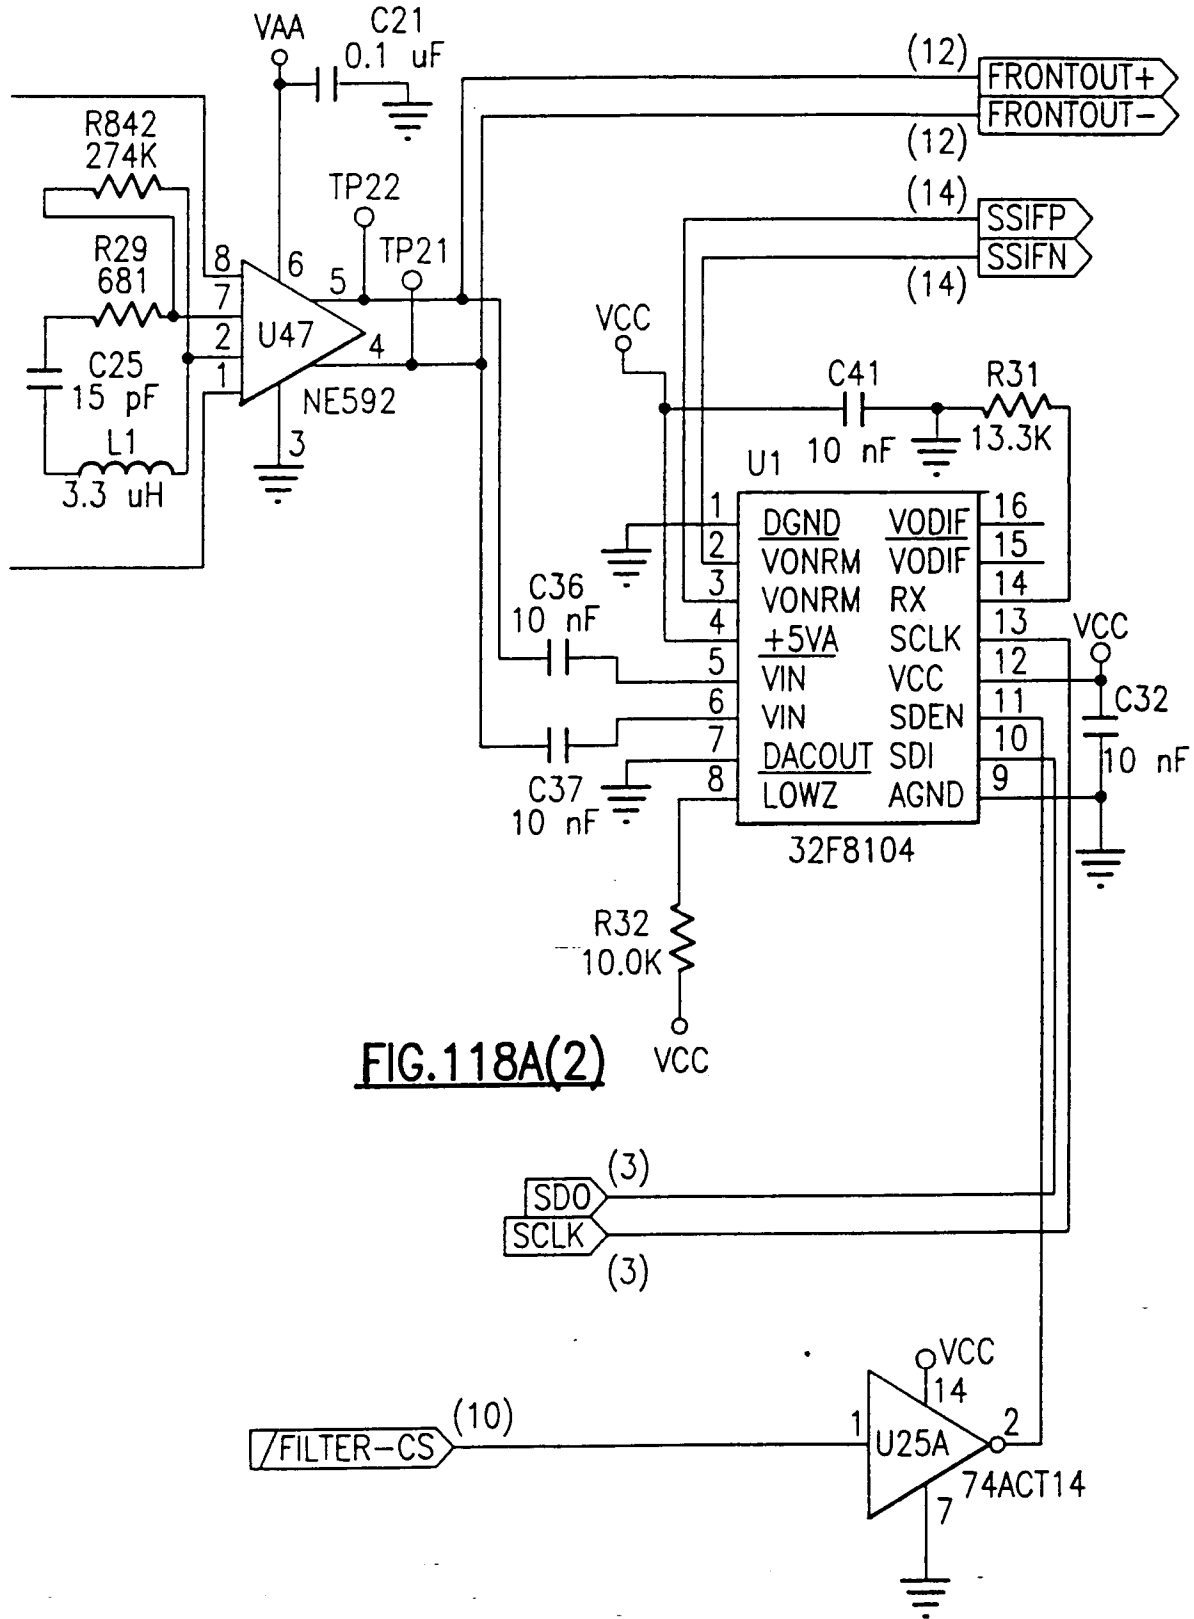 VAA
C21
0.1 uF
(12)
FRONTOUT+
FRONTOUT-
(12)
R842
274K
TP22
(14)
SSIFP
SSIFN
(14)
R29
681
TP21
8
6
5
7
U47
2
4
1
C25
15 pF
NE592
3
L1
3.3 uH
VCC
C41
10 nF
R31
13.3K
U1
1
DGND
VODIF
16
2
VONRM
VODIF
15
3
VONRM
RX
14
4
+5VA
SCLK
13
5
VIN
VCC
12
6
VIN
SDEN
11
7
DACOUT
SDI
10
8
LOWZ
AGND
9
32F8104
C36
10 nF
C37
10 nF
VCC
C32
10 nF
R32
10.0K
VCC
FIG.118A(2)
(3)
SDO
SCLK
(3)
VCC
14
(10)
/FILTER-CS
1
U25A
2
74ACT14
7